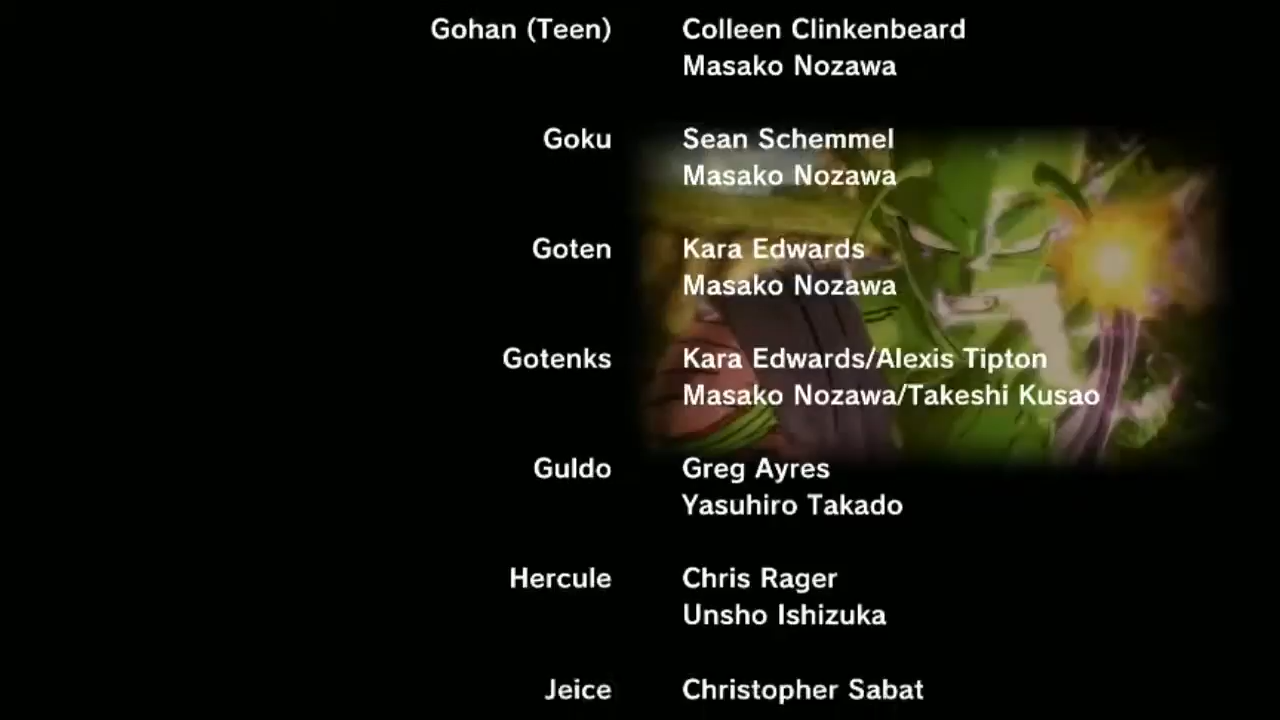 Gohan (Teen) Colleen Clinkenbeard
Masako Nozawa
Goku Sean Schemmel
Masako Nozawa
Goten Kara Edwards
Masako Nozawa
Gotenks Kara Edwards/Alexis Tipton
Masako Nozawa/Takeshi Kusao
Guldo Greg Ayres
Yasuhiro Takado
Hercule Chris Rager
Unsho Ishizuka
Jeice Christopher Sabat